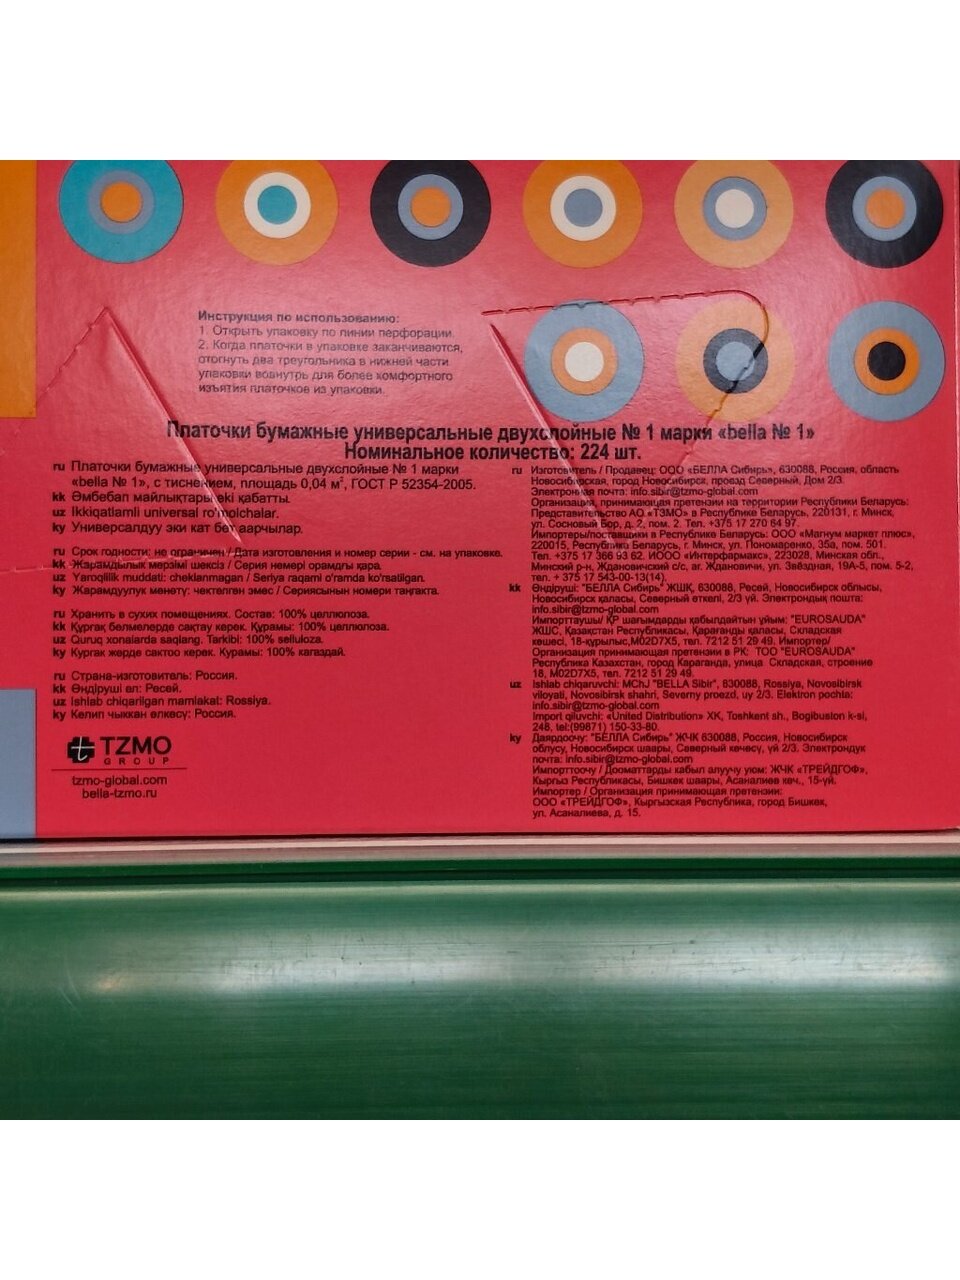 Инструкция по использованию:
1. Открыть упаковку по линии перфорации.
2. Когда платочки в упаковке заканчиваются,
отогнуть два треугольника в нижней части
упаковки вовнутрь для более комфортного
изъятия платочков из упаковки.
Платочки бумажные универсальные двухслойные № 1 марки «bella № 1»
Номинальное количество: 224 шт.
ru Платочки бумажные универсальные двухслойные № 1 марки
«bella № 1», с тиснением, площадь 0,04 м², ГОСТ Р 52354-2005.
kk Әмбебап майлықтары екі қабатты.
uz Ikkiqatlamli universal ro'molchalar.
ky Универсалдуу эки кат бет аарчылар.
ru Срок годности: не ограничен / Дата изготовления и номер серии - см. на упаковке.
kk Жарамдылық мерзімі шексіз / Серия немері орамдғы қара.
uz Yaroqlilik muddati: cheklanmagan / Seriya raqami o'ramda ko'rsatilgan.
ky Жарамдуулук менөту: чектелген эмес / Сериясынын номери таңгакта.
ru Хранить в сухих помещениях. Состав: 100% целлюлоза.
kk Құрғақ бөлмелерде сақтау керек. Құрамы: 100% целлюлоза.
uz Quruq xonalarda saqlang. Tarkibi: 100% selluloza.
ky Кургак жерде сактоо керек. Курамы: 100% кагаздай.
ru Страна-изготовитель: Россия.
kk Өндіруші ел: Ресей.
uz Ishlab chiqarilgan mamlakat: Rossiya.
ky Келип чыккан өлкөсү: Россия.
TZMO
GROUP
tzmo-global.com
bella-tzmo.ru
ru Изготовитель / Продавец: ООО «БЕЛЛА Сибирь», 630088, Россия, область
Новосибирская, город Новосибирск, проезд Северный, Дом 2/3.
Электронная почта: info.sibir@tzmo-global.com
Организация, принимающая претензии на территории Республики Беларусь:
Представительство АО «ТЗМО» в Республике Беларусь, 220131, г. Минск,
ул. Сосновый Бор, д. 2, пом. 2. Тел. +375 17 270 64 97.
Импортеры/поставщики в Республике Беларусь: ООО «Магнум маркет плюс»,
220015, Республика Беларусь, г. Минск, ул. Пономаренко, 35а, пом. 501.
Тел. +375 17 366 93 62. ИООО «Интерфармакс», 223028, Минская обл.,
Минский р-н, Ждановичский с/с, аг. Ждановичи, ул. Звёздная, 19А-5, пом. 5-2,
тел. + 375 17 543-00-13(14).
kk Өндіруші: "БЕЛЛА Сибирь" ЖШҚ, 630088, Ресей, Новосибирск облысы,
Новосибирск қаласы, Северный өткелі, 2/3 үй. Электрондық пошта:
info.sibir@tzmo-global.com
Импорттаушы/ ҚР шағымдарды қабылдайтын ұйым: "EUROSAUDA"
ЖШС, Қазақстан Республикасы, Қарағанды қаласы, Складская
көшесі, 18-құрылыс,M02D7X5, тел. 7212 51 29 49. Импортер/
Организация принимающая претензии в РК: ТОО "EUROSAUDA"
Республика Казахстан, город Караганда, улица Складская, строение
18, M02D7X5, тел. 7212 51 29 49.
uz Ishlab chiqaruvchi: MChJ "BELLA Sibir", 630088, Rossiya, Novosibirsk
viloyati, Novosibirsk shahri, Severny proezd, uy 2/3. Elektron pochta:
info.sibir@tzmo-global.com
Import qiluvchi: «United Distribution» XK, Toshkent sh., Bogibuston k-si,
248, tel:(99871) 150-33-80.
ky Даярдоочу: "БЕЛЛА Сибирь" ЖЧК 630088, Россия, Новосибирск
облусу, Новосибирск шаары, Северный кечесу, үй 2/3. Электрондук
почта: info.sibir@tzmo-global.com
Импорттоочу / Дооматтарды кабыл алуучу уюм: ЖЧК «ТРЕЙДГОФ»,
Кыргыз Республикасы, Бишкек шаары, Асаналиев көч., 15-үй.
Импортер / Организация принимающая претензии:
ООО «ТРЕЙДГОФ», Кыргызская Республика, город Бишкек,
ул. Асаналиева, д. 15.